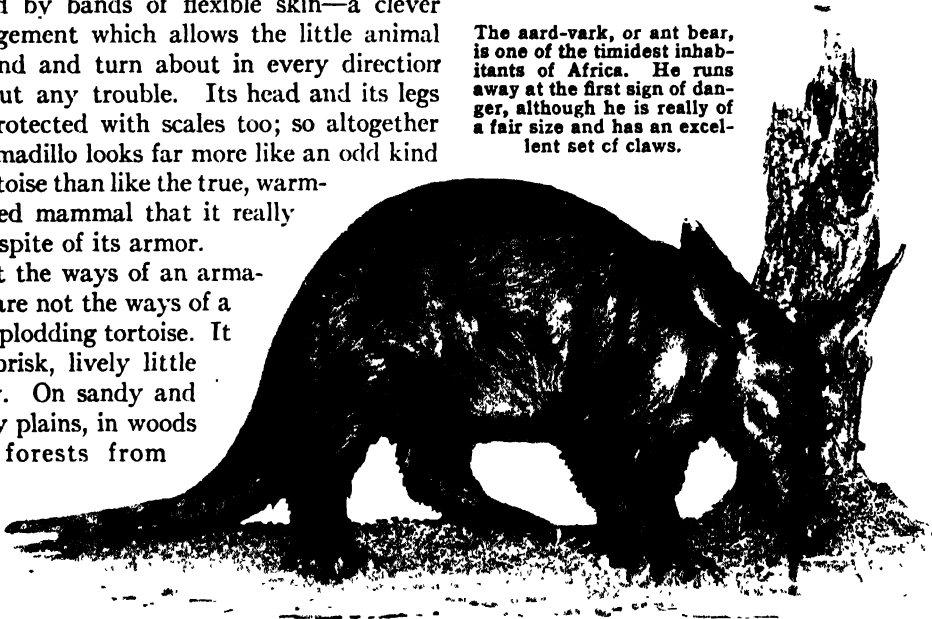 by bands of flexible skin—a clever
gement which allows the little animal
nd and turn about in every direction
ut any trouble. Its head and its legs
rotected with scales too; so altogether
madillo looks far more like an odd kind
toise than like the true, warm-
ed mammal that it really
spite of its armor.
t the ways of an arma-
are not the ways of a
plodding tortoise. It
brisk, lively little
. On sandy and
y plains, in woods
forests from
The aard-vark, or ant bear,
is one of the timidest inhab-
itants of Africa. He runs
away at the first sign of dan-
ger, although he is really of
a fair size and has an excel-
lent set cf claws.